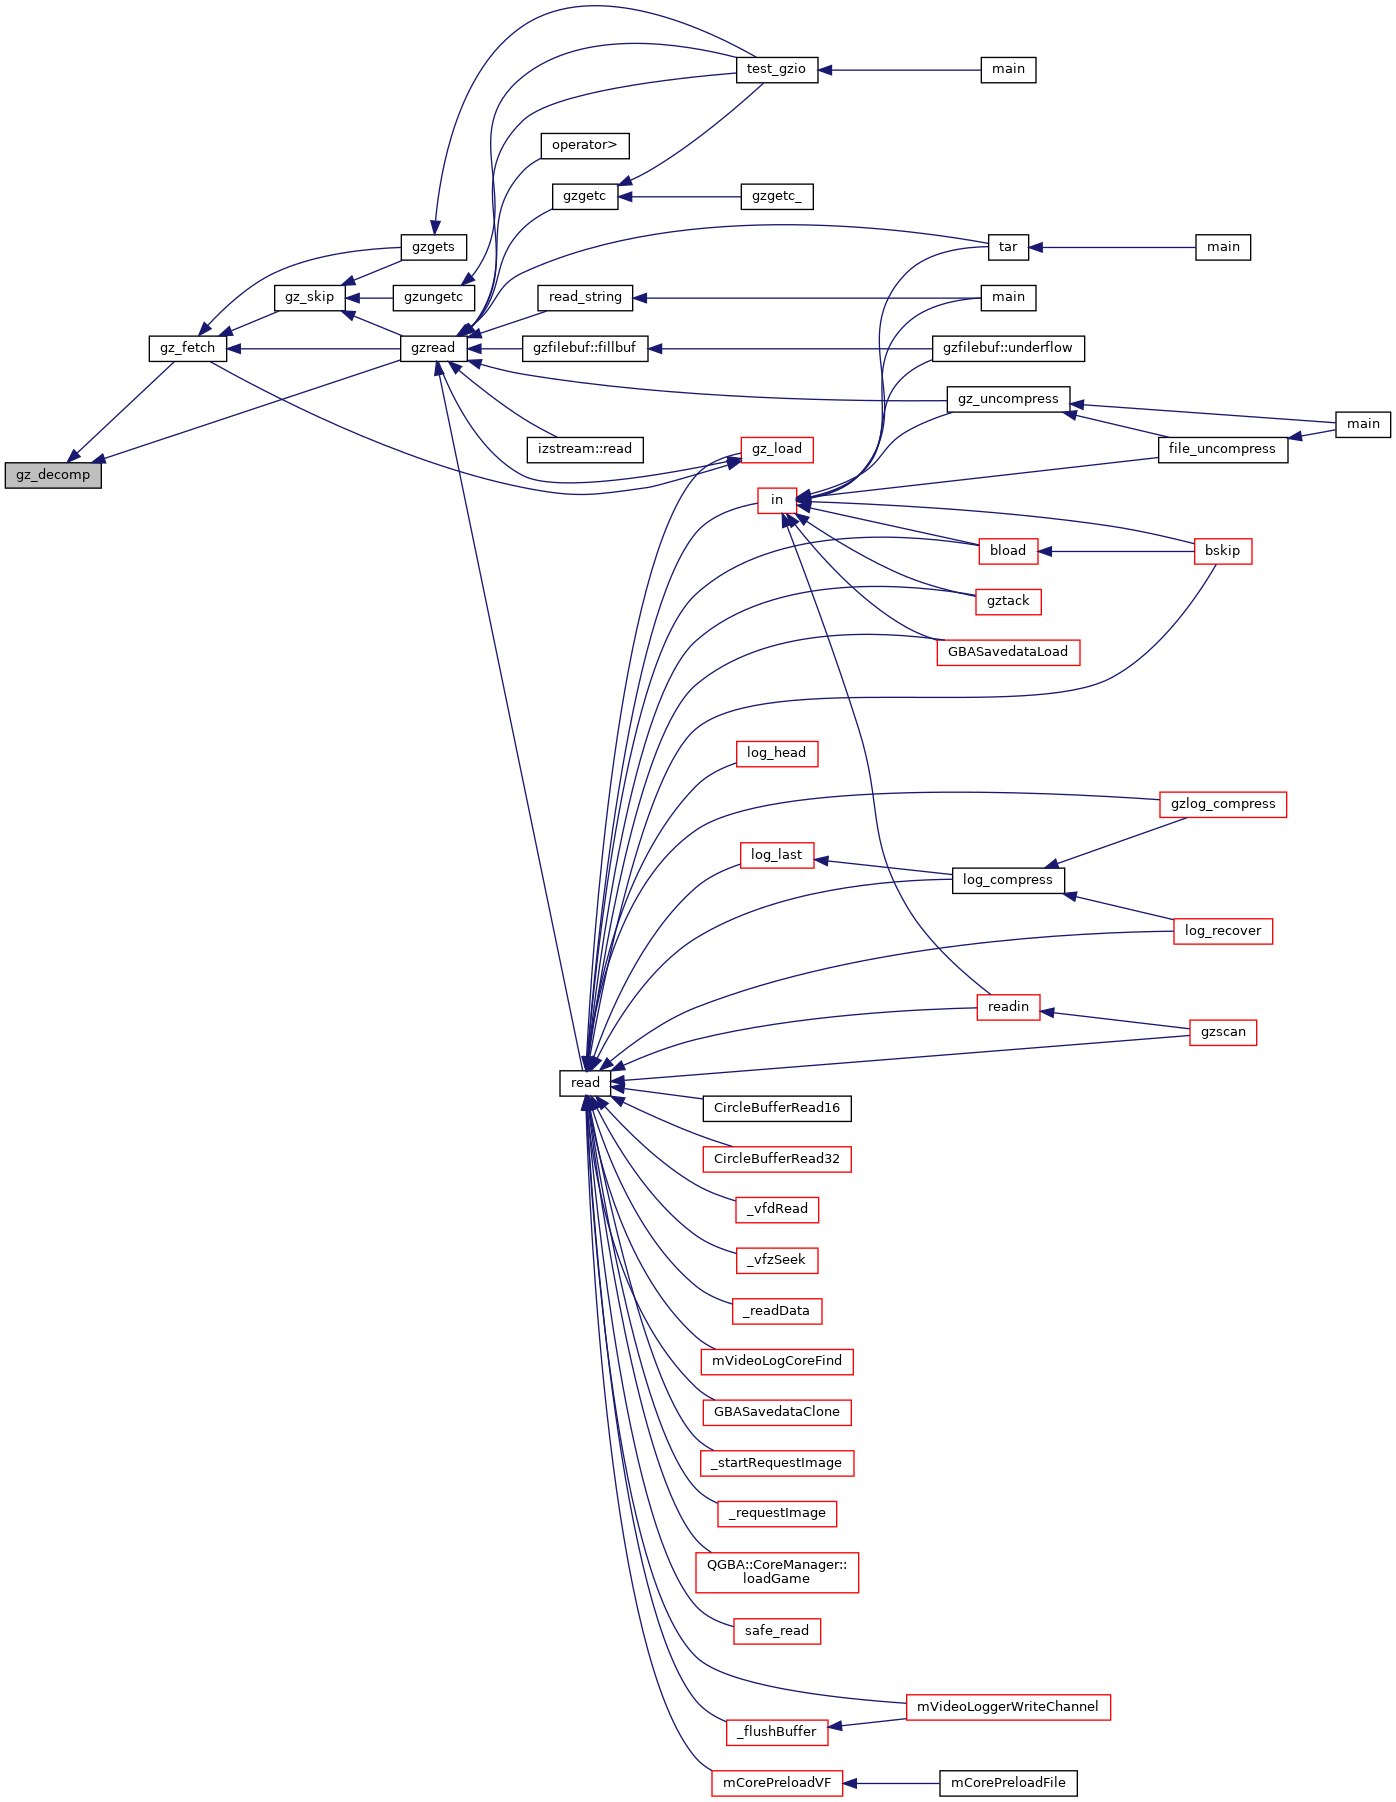 test_gzio
main
operator>
gzgetc
gzgetc_
gzgets
tar
main
gz_skip
gzungetc
read_string
main
gz_fetch
gzread
gzfilebuf::fillbuf
gzfilebuf::underflow
gz_uncompress
main
izstream::read
gz_load
file_uncompress
gz_decomp
in
bload
bskip
gztack
GBASavedataLoad
log_head
gzlog_compress
log_last
log_compress
log_recover
readin
gzscan
read
CircleBufferRead16
CircleBufferRead32
_vfdRead
_vfzSeek
_readData
mVideoLogCoreFind
GBASavedataClone
_startRequestImage
_requestImage
QGBA::CoreManager::
loadGame
safe_read
mVideoLoggerWriteChannel
_flushBuffer
mCorePreloadVF
mCorePreloadFile